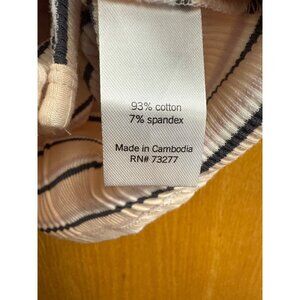 93% cotton
7% spandex
Made in Cambodia
RN# 73277